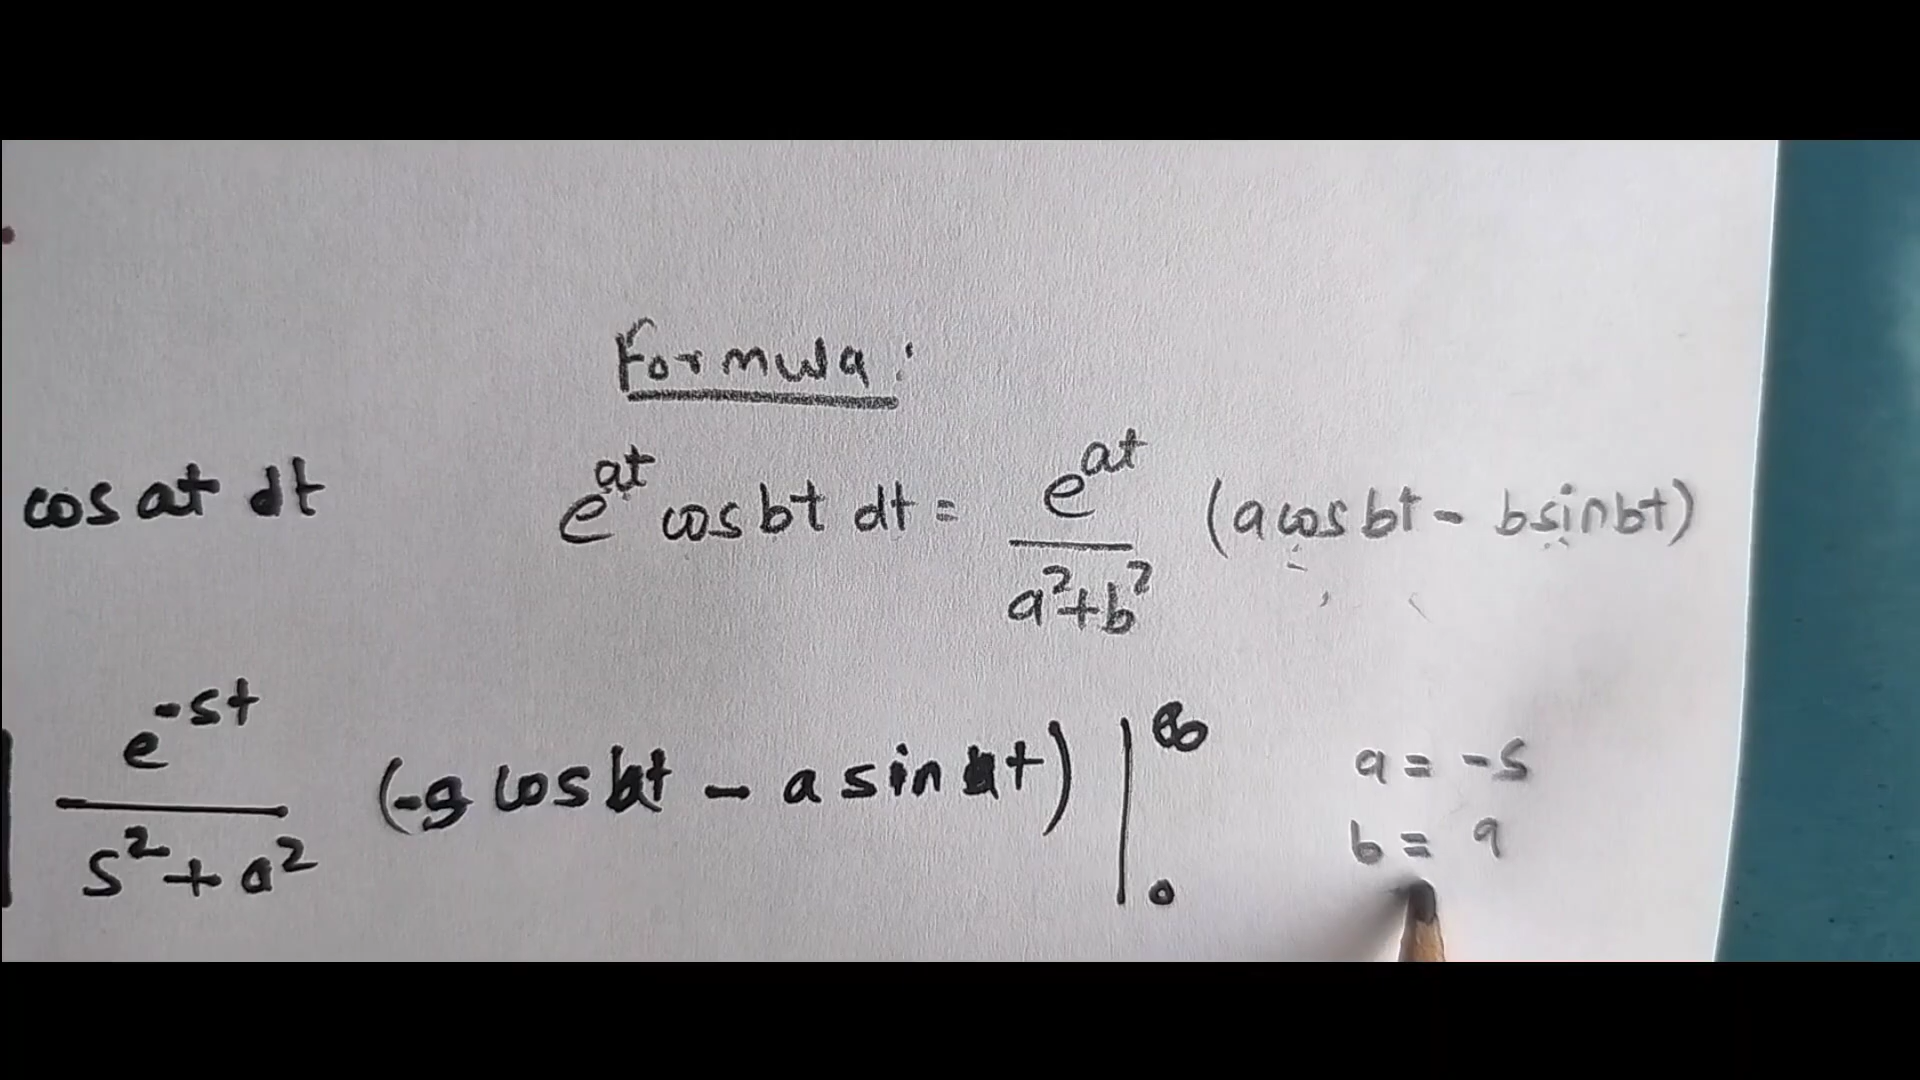 Formula:
cos at dt
e^at cos bt dt = e^at / a²+b² (a cos bt - b sin bt)
e^-st / s²+a² (-s cos at - a sin at) |₀^∞
a = -s
b = a